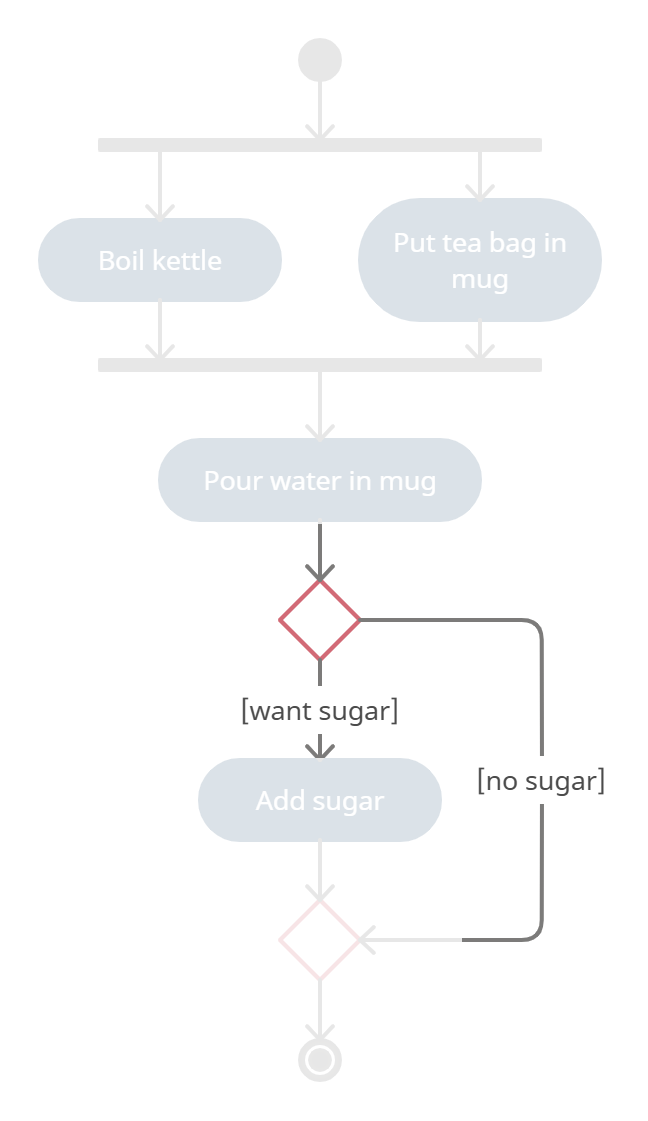 Boil kettle
Put tea bag in
mug
Pour water in mug
[want sugar]
[no sugar]
Add sugar